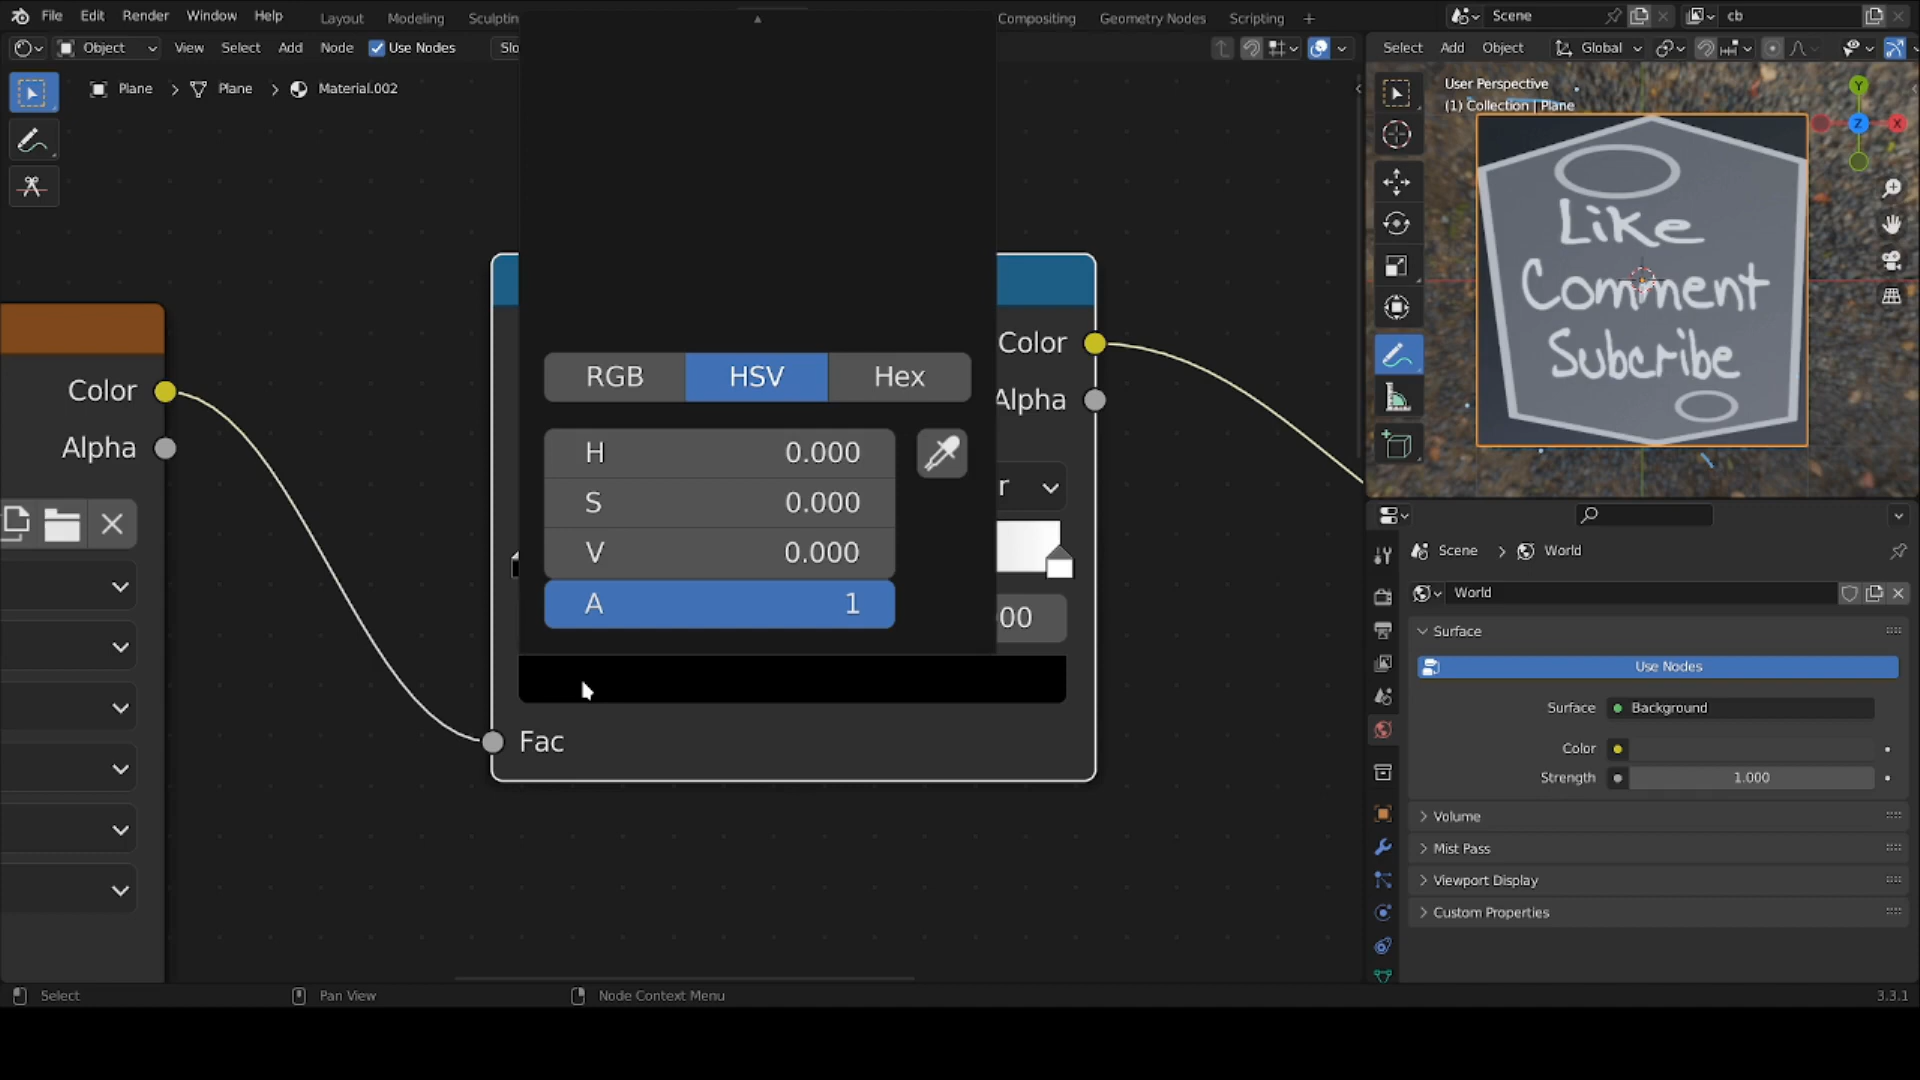 File Edit Render Window Help Layout Modeling Sculptin Compositing Geometry Nodes Scripting + Scene cb
Object View Select Add Node Use Nodes Slo Select Add Object Global
Plane > Plane > Material.002
User Perspective
(1) Collection | Plane
Y
Z X
Like
Comment
Subcribe
Color
Alpha
RGB HSV Hex
H 0.000
S 0.000
V 0.000
A 1
Color
Alpha
r
00
Fac
Scene > World
World
Surface
Use Nodes
Surface Background
Color
Strength 1.000
Volume
Mist Pass
Viewport Display
Custom Properties
Select Pan View Node Context Menu 3.3.1